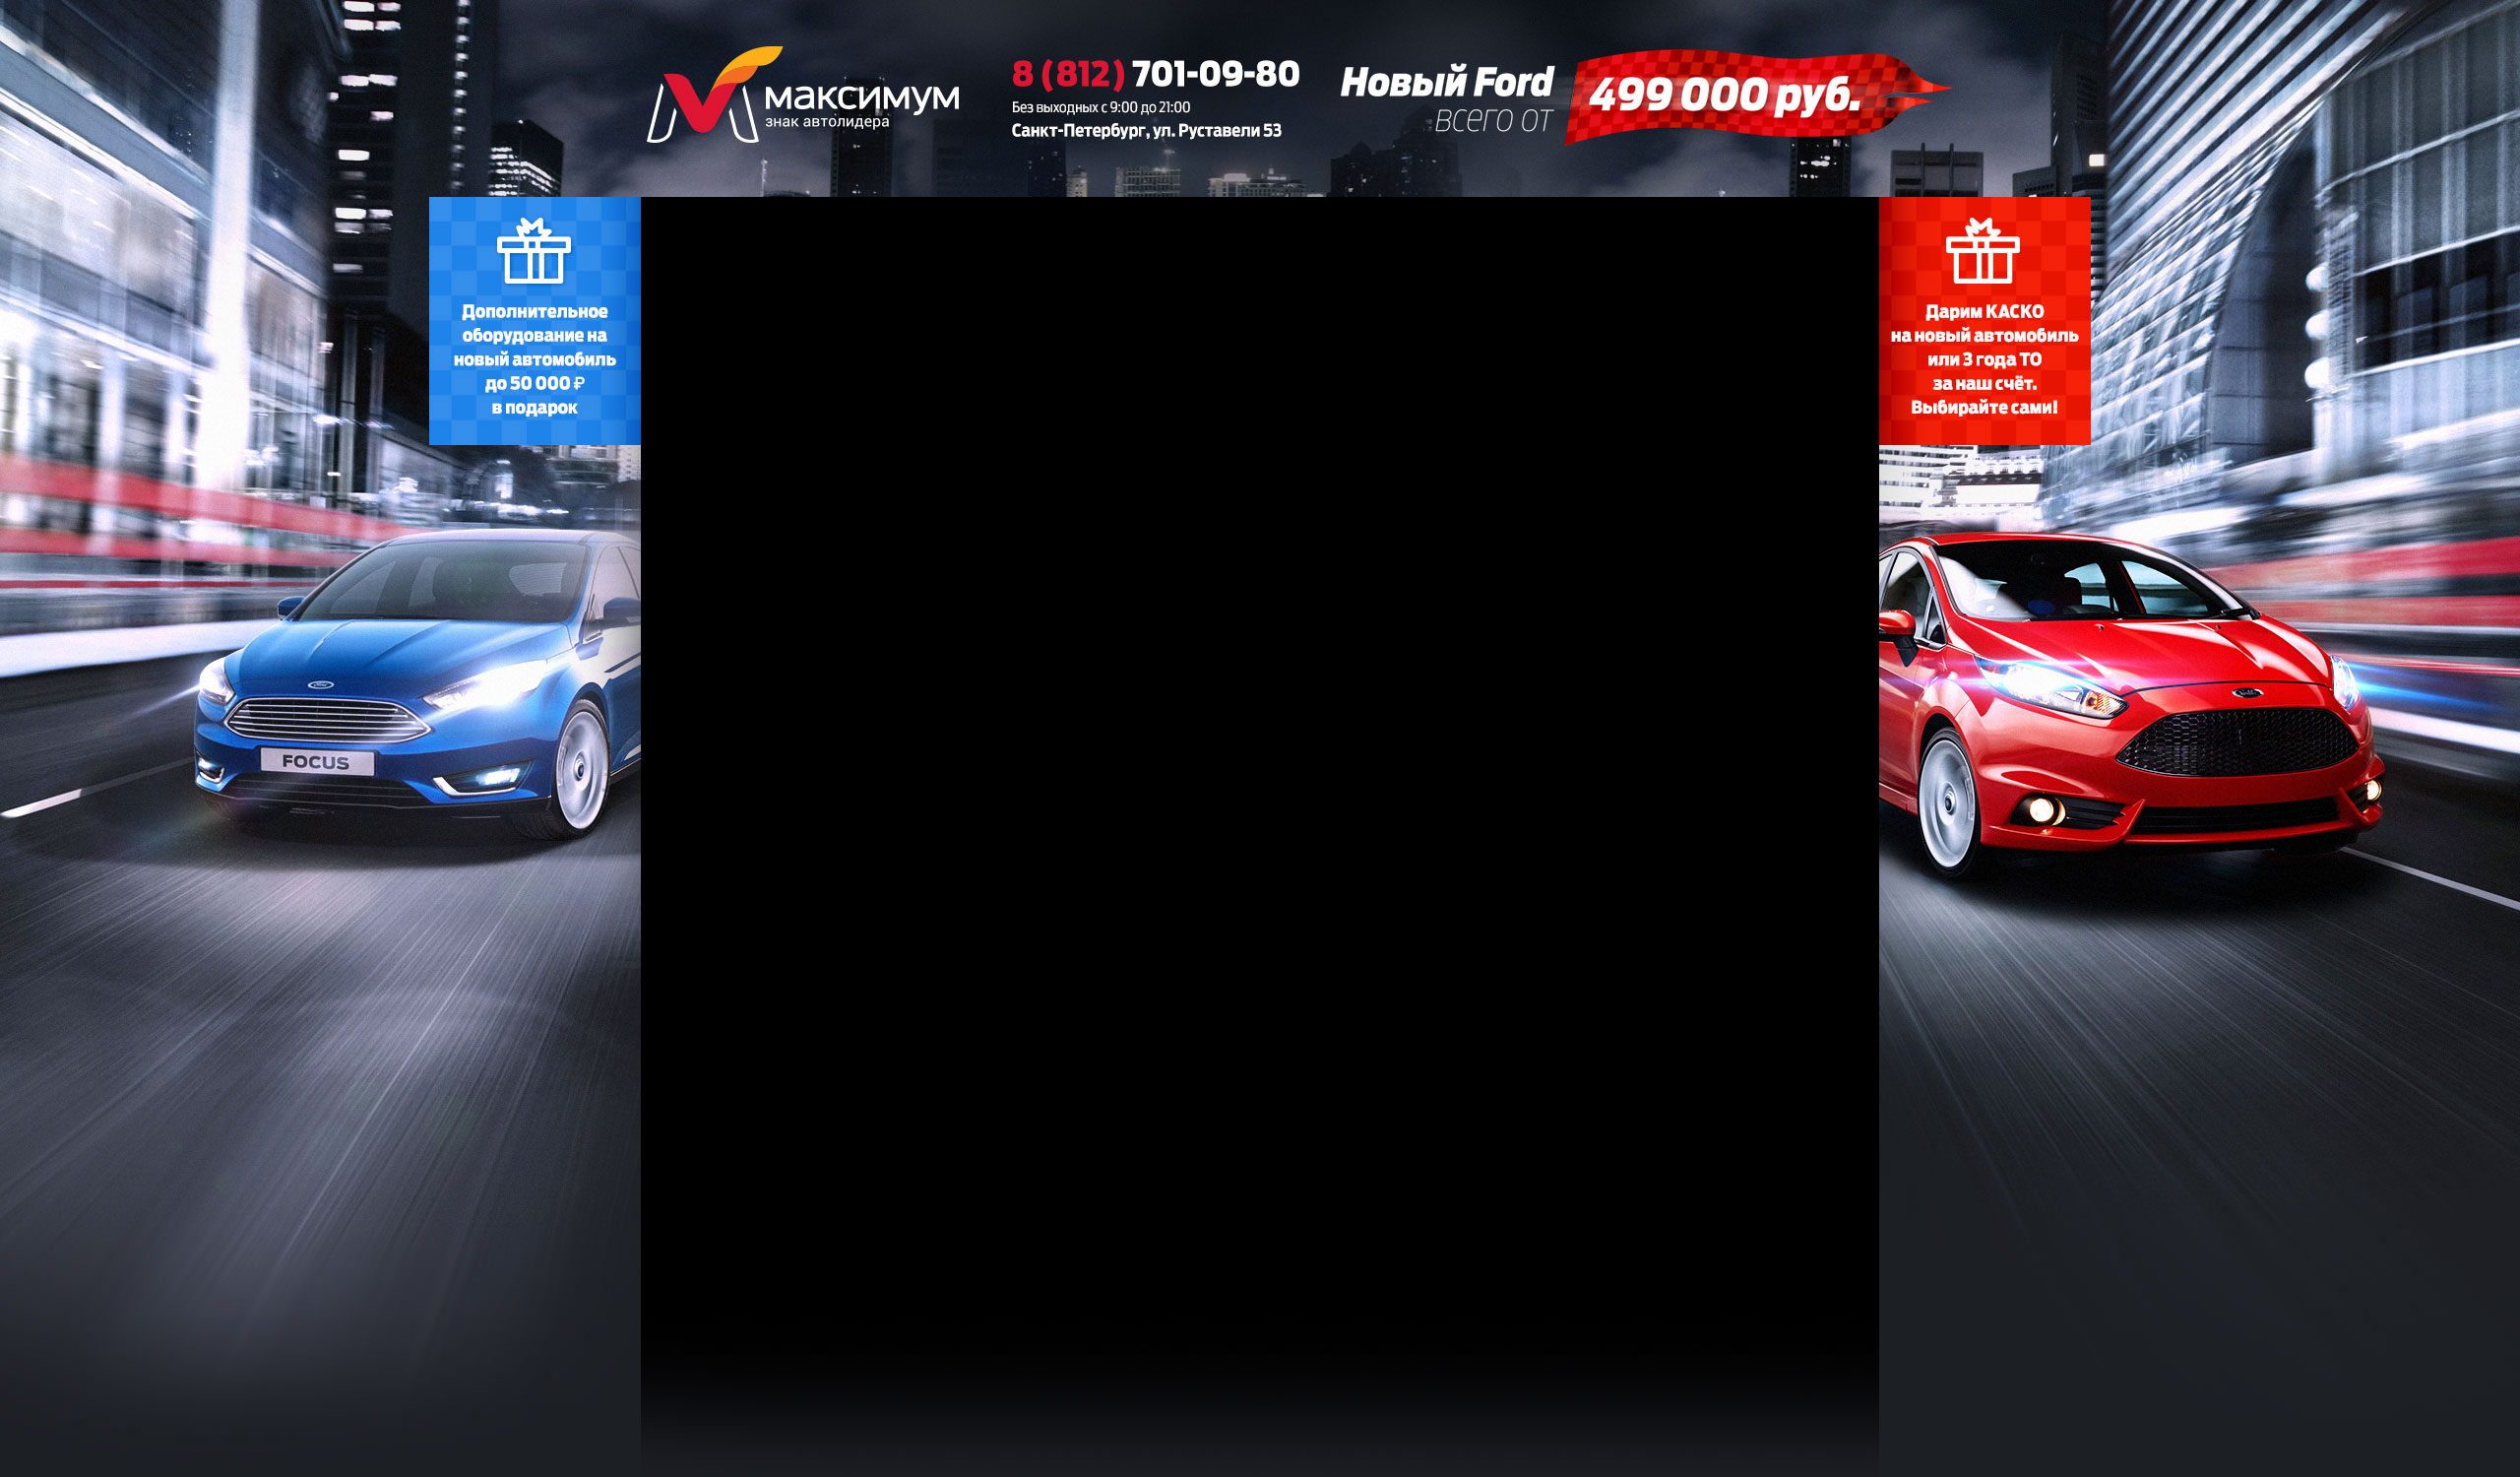 максимум
знак автолидера
8 (812) 701-09-80
Без выходных с 9:00 до 21:00
Санкт-Петербург, ул. Руставели 53
Новый Ford
всего от
499 000 руб.
Дополнительное
оборудование на
новый автомобиль
до 50 000 ₽
в подарок
Дарим КАСКО
на новый автомобиль
или 3 года ТО
за наш счёт.
Выбирайте сами!
Ford
FOCUS